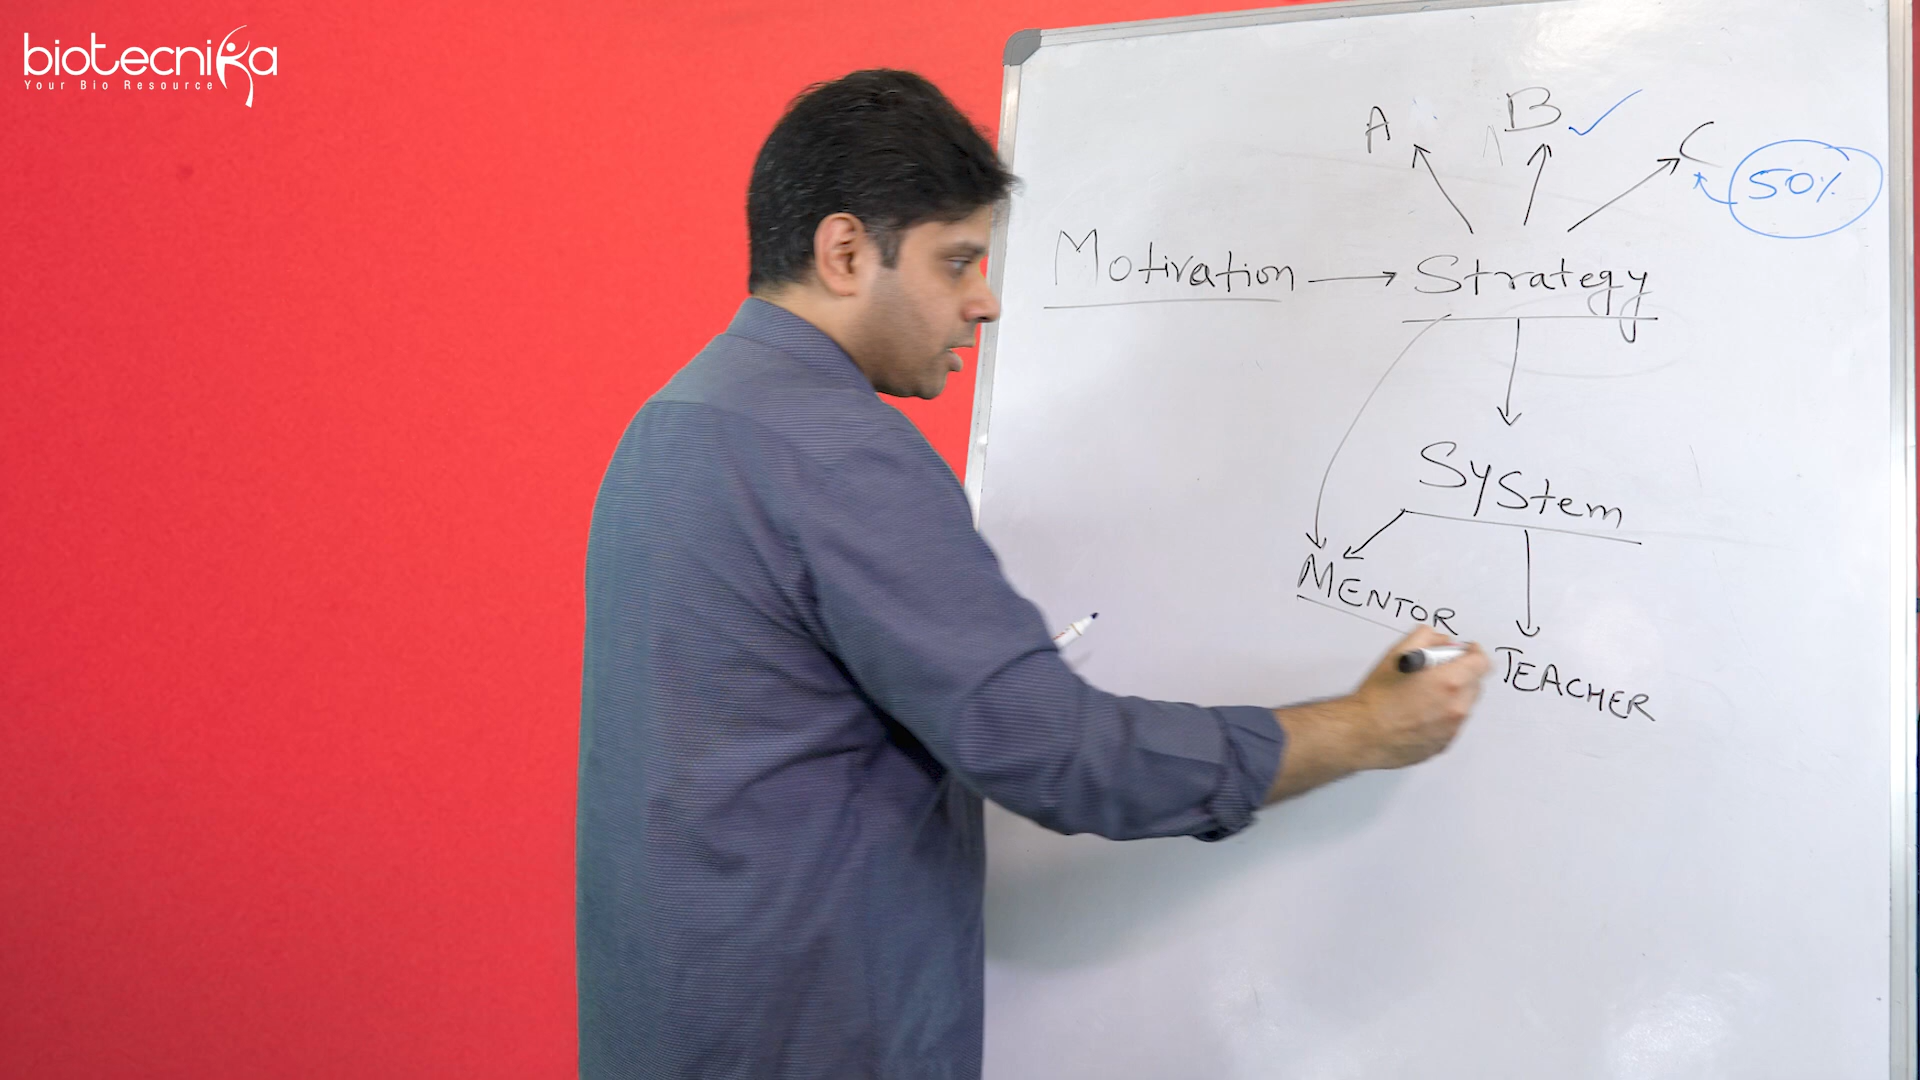 biotecnika
Your Bio Resource
A B C
50%
Motivation Strategy
System
MENTOR
TEACHER